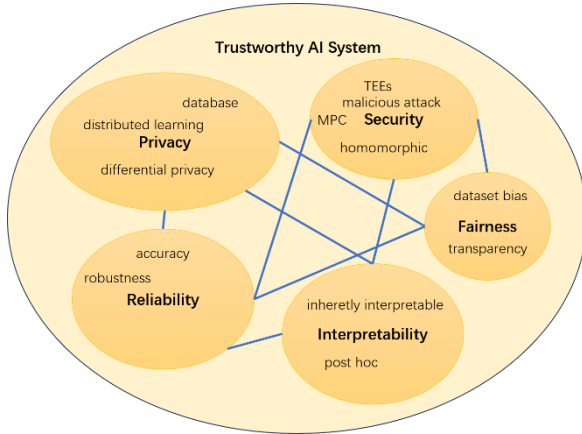 Trustworthy AI System
database
distributed learning
Privacy
differential privacy
TEEs
malicious attack
MPC Security
homomorphic
dataset bias
Fairness
transparency
accuracy
robustness
Reliability
inheretly interpretable
Interpretability
post hoc